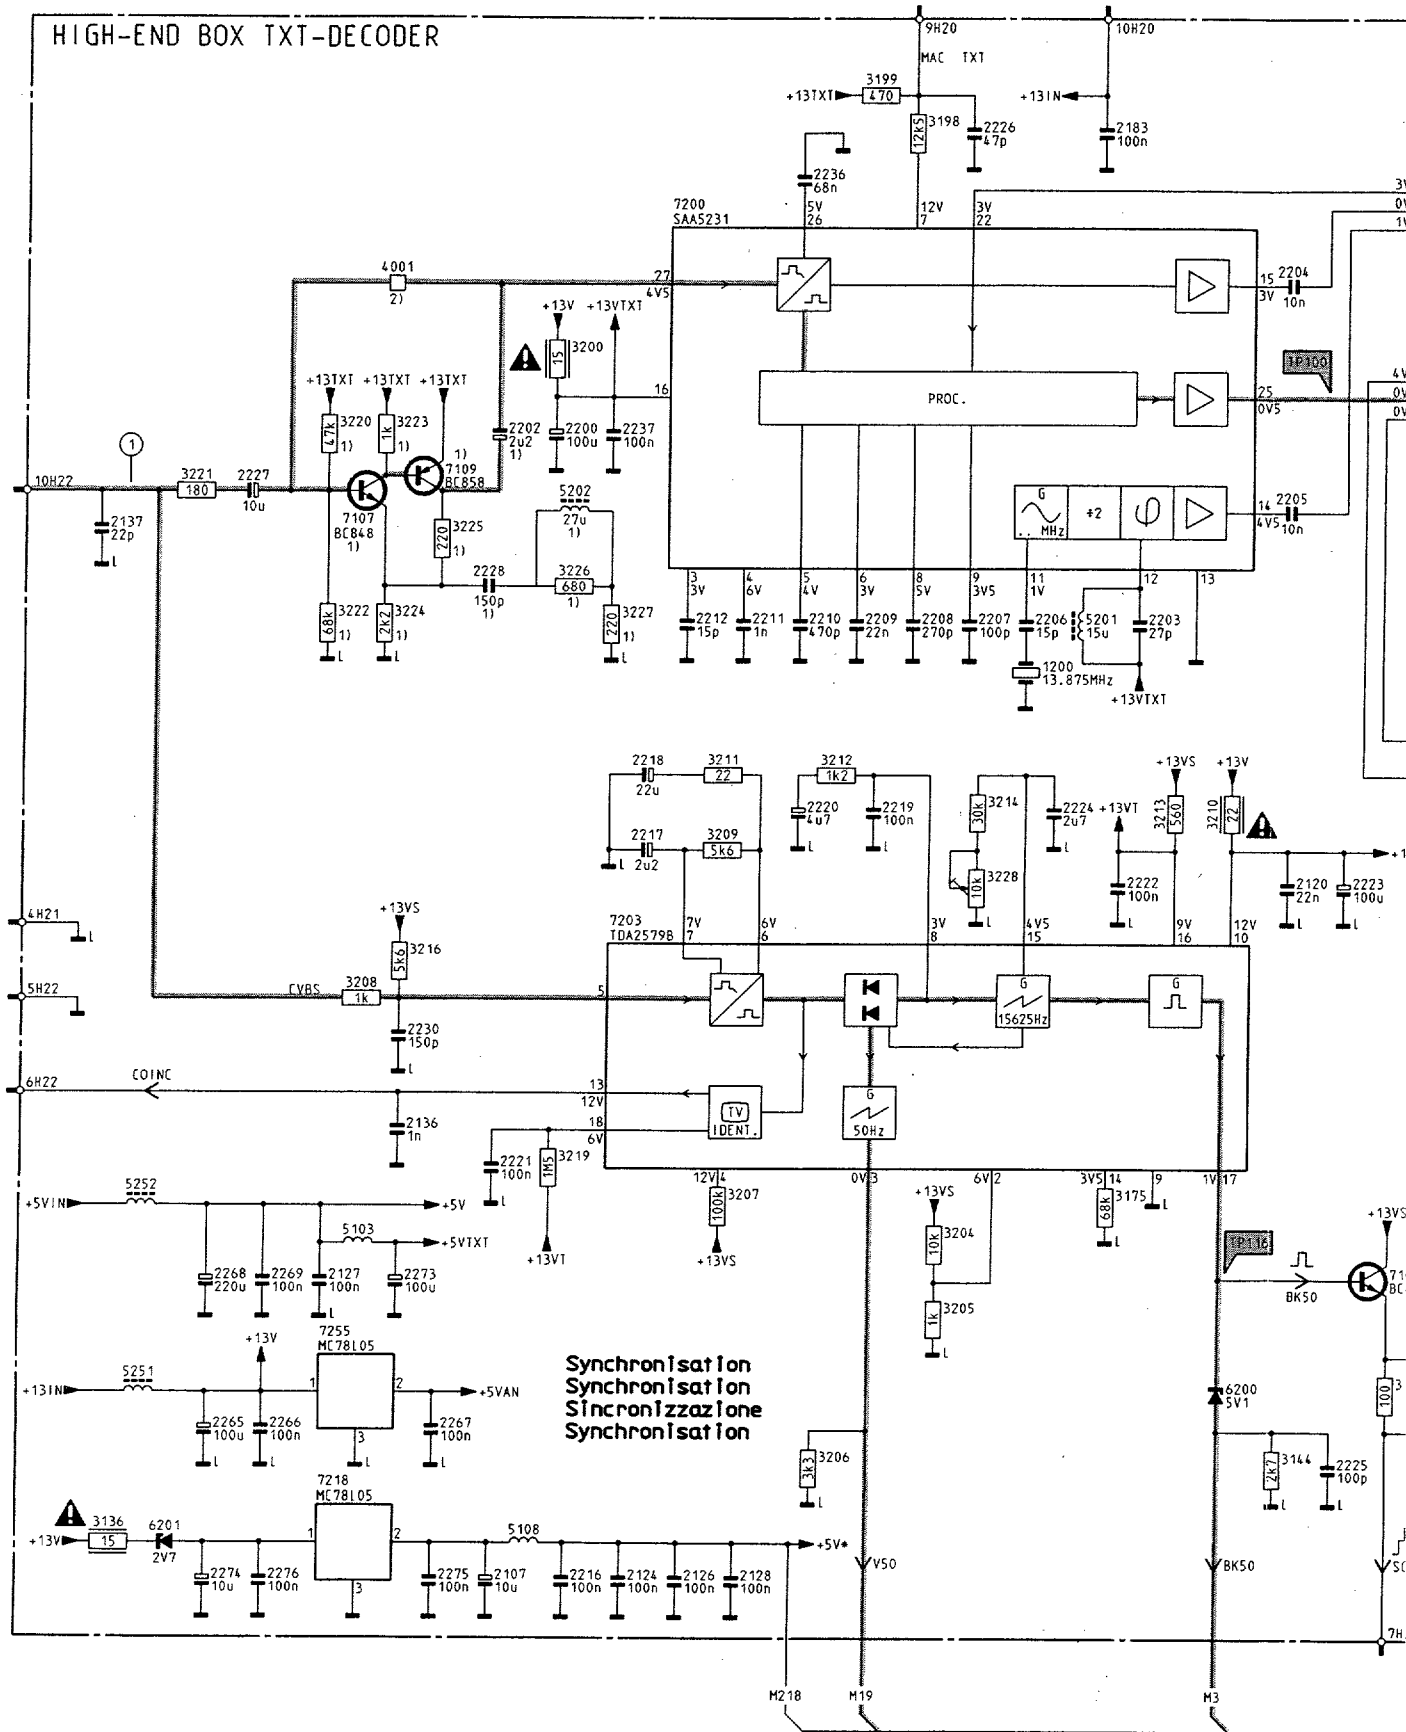 HIGH-END BOX TXT-DECODER
9H20
10H20
MAC TXT
3199
+13TXT
470
+13IN
3198
12k5
2226
47p
2183
100n
2236
68n
7200
SAA5231
5V
26
12V
7
3V
22
3V
0V
1V
4001
2)
27
4V5
15
3V
2204
10n
+13V
+13VTXT
3200
15
16
PROC.
TP100
25
0V5
4V
0V
0V
+13TXT
+13TXT
+13TXT
3220
47k
1)
3223
1k
1)
1)
7109
BC858
2202
2u2
1)
2200
100u
2237
100n
1
10H22
3221
180
2227
10u
2137
22p
L
7107
BC848
1)
3225
220
1)
5202
27u
1)
G
.. MHz
÷2
14
4V5
2205
10n
2228
150p
1)
3226
680
1)
3222
68k
1)
L
3224
2k2
1)
3227
220
1)
L
3
3V
4
6V
5
4V
6
3V
8
5V
9
3V5
11
1V
12
13
2212
15p
2211
1n
2210
470p
2209
22n
2208
270p
2207
100p
2206
15p
5201
15u
2203
27p
1200
13.875MHz
+13VTXT
2218
22u
3211
22
3212
1k2
+13VS
+13V
2217
2u2
L
3209
5k6
2220
4u7
L
2219
100n
L
3214
30k
2224
2u7
L
+13VT
3213
560
3210
22
+1
3228
10k
L
2222
100n
L
2120
22n
L
2223
100u
L
4H21
L
+13VS
3216
5k6
7203
TDA2579B
7V
7
6V
6
3V
8
4V5
15
9V
16
12V
10
5H22
L
CVBS
3208
1k
5
G
15625Hz
G
2230
150p
L
6H22
COINC
13
12V
18
6V
TV
IDENT.
G
50Hz
2136
1n
2221
100n
L
3219
1M5
+13VT
12V 4
0V 3
6V 2
3V5 14
9
1V 17
3207
100k
+13VS
+13VS
3204
10k
3205
1k
L
3175
68k
L
L
+5VIN
5252
+5V
5103
+5VTXT
2268
220u
2269
100n
2127
100n
L
2273
100u
TP116
+13VS
BK50
+13V
7255
MC78L05
+13IN
5251
1
2
+5VAN
3
L
2265
100u
L
2266
100n
L
2267
100n
L
Synchronisation
Synchronisation
Sincronizzazione
Synchronisation
6200
5V1
100
3206
3k3
L
3144
2k7
L
2225
100p
L
7218
MC78L05
+13V
3136
15
6201
2V7
1
2
3
5108
+5V*
2274
10u
2276
100n
2275
100n
2107
10u
2216
100n
2124
100n
2126
100n
2128
100n
V50
BK50
7H
M218
M19
M3